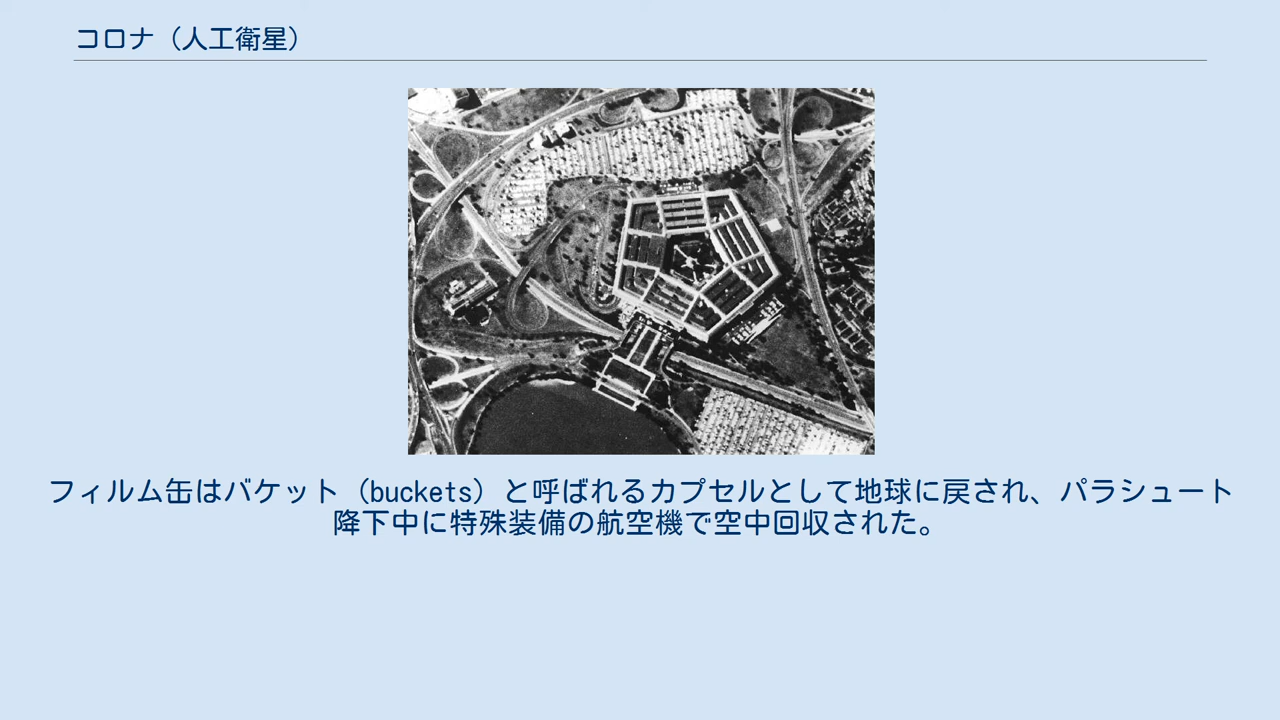 コロナ（人工衛星）
フィルム缶はバケット（buckets）と呼ばれるカプセルとして地球に戻され、パラシュート
降下中に特殊装備の航空機で空中回収された。